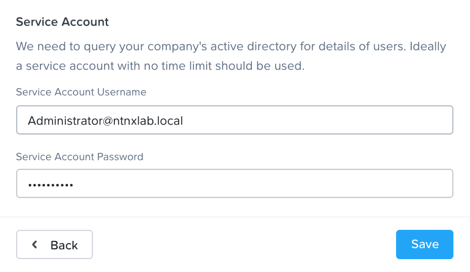 Service Account
We need to query your company's active directory for details of users. Ideally
a service account with no time limit should be used.
Service Account Username
Administrator@ntnxlab.local
Service Account Password
••••••••••
Back
Save